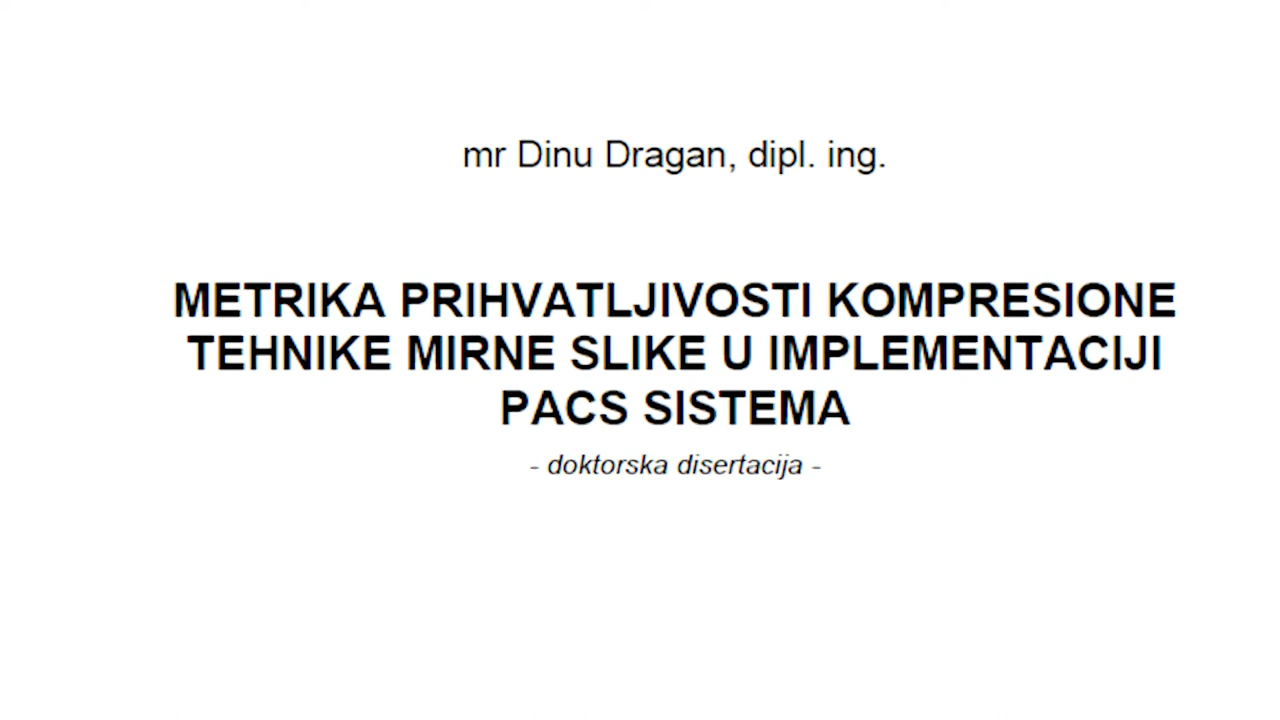 mr Dinu Dragan, dipl. ing.
METRIKA PRIHVATLJIVOSTI KOMPRESIONE
TEHNIKE MIRNE SLIKE U IMPLEMENTACIJI
PACS SISTEMA
- doktorska disertacija -